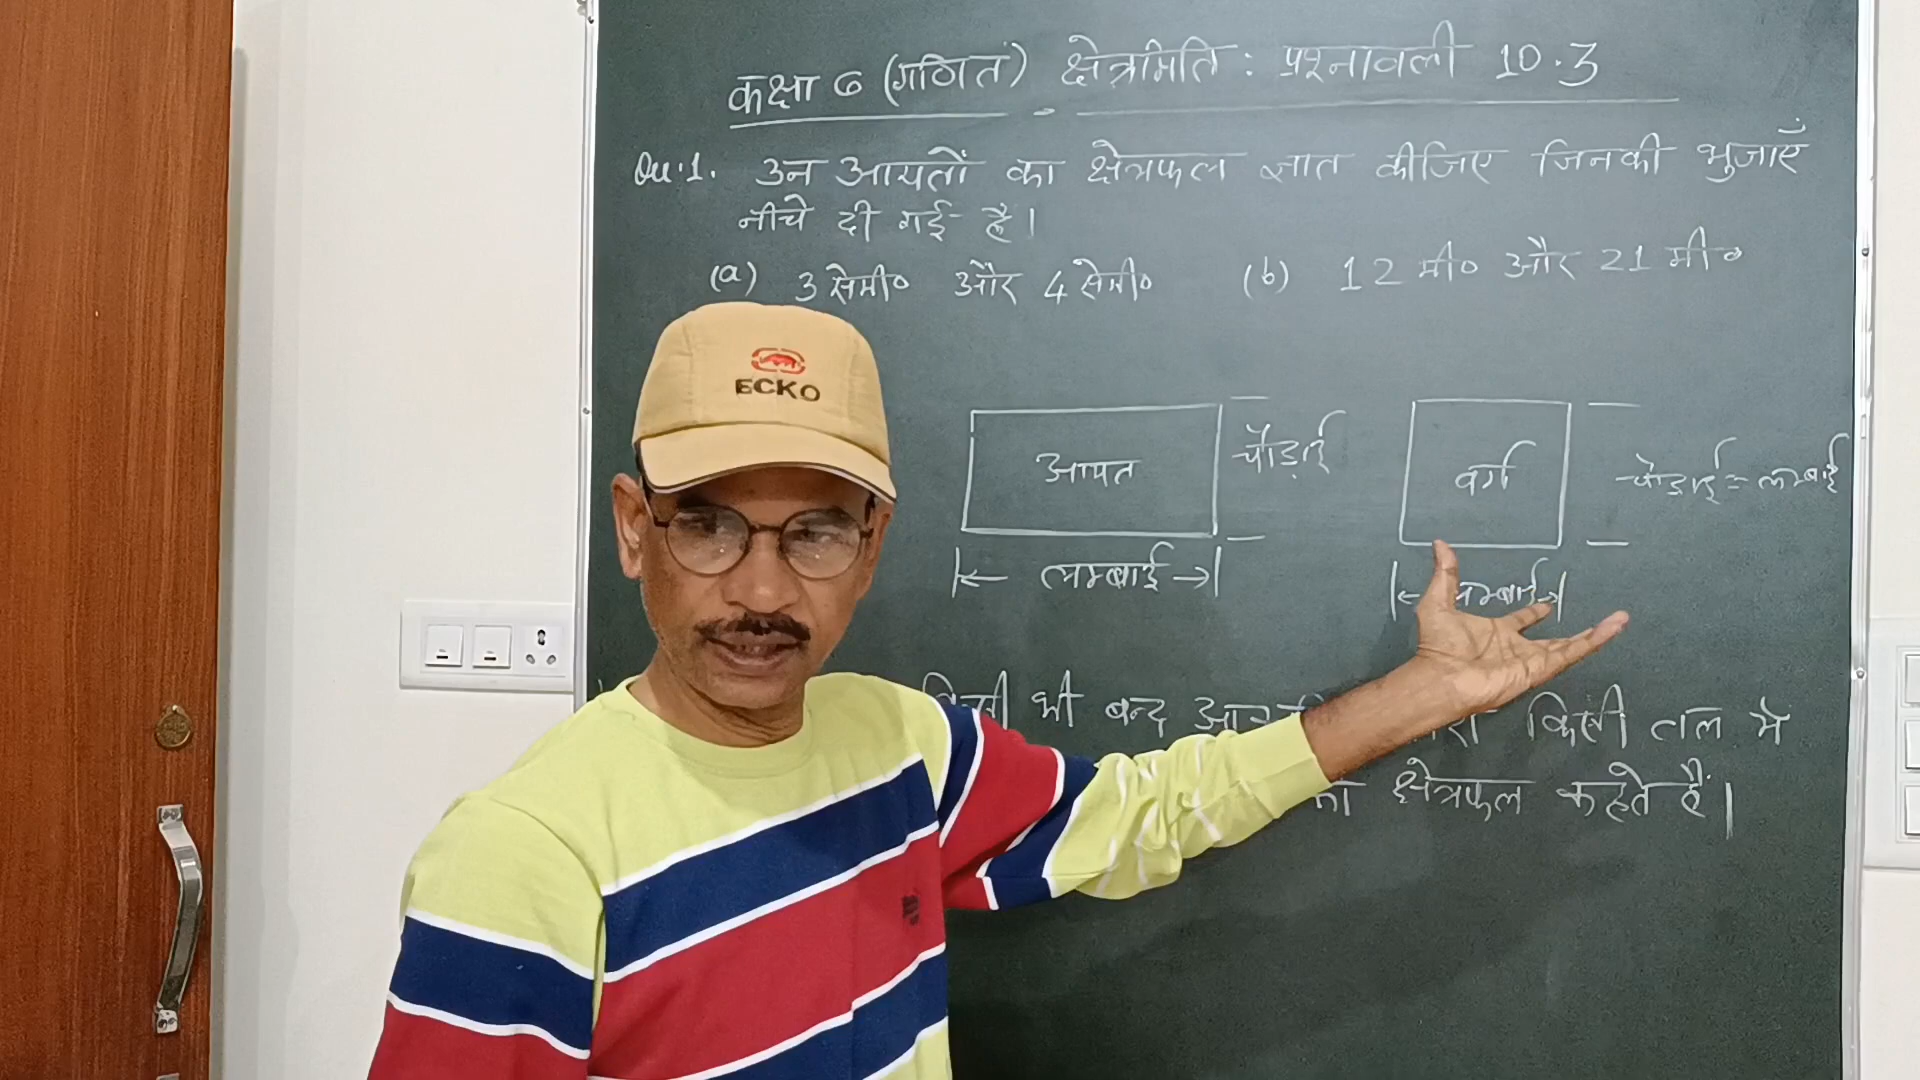 कक्षा 6 (गणित) क्षेत्रमिति : प्रश्नावली 10.3
Qu.1. उन आयतों का क्षेत्रफल ज्ञात कीजिए जिनकी भुजाएँ
नीचे दी गई है।
(a) 3 सेमी० और 4 सेमी० (b) 12 मी० और 21 मी०
ECKO
आयत चौड़ाई
वर्ग चौड़ाई = लम्बाई
लम्बाई
लम्बाई
भी बन्द किसी तल में
का क्षेत्रफल कहते हैं।